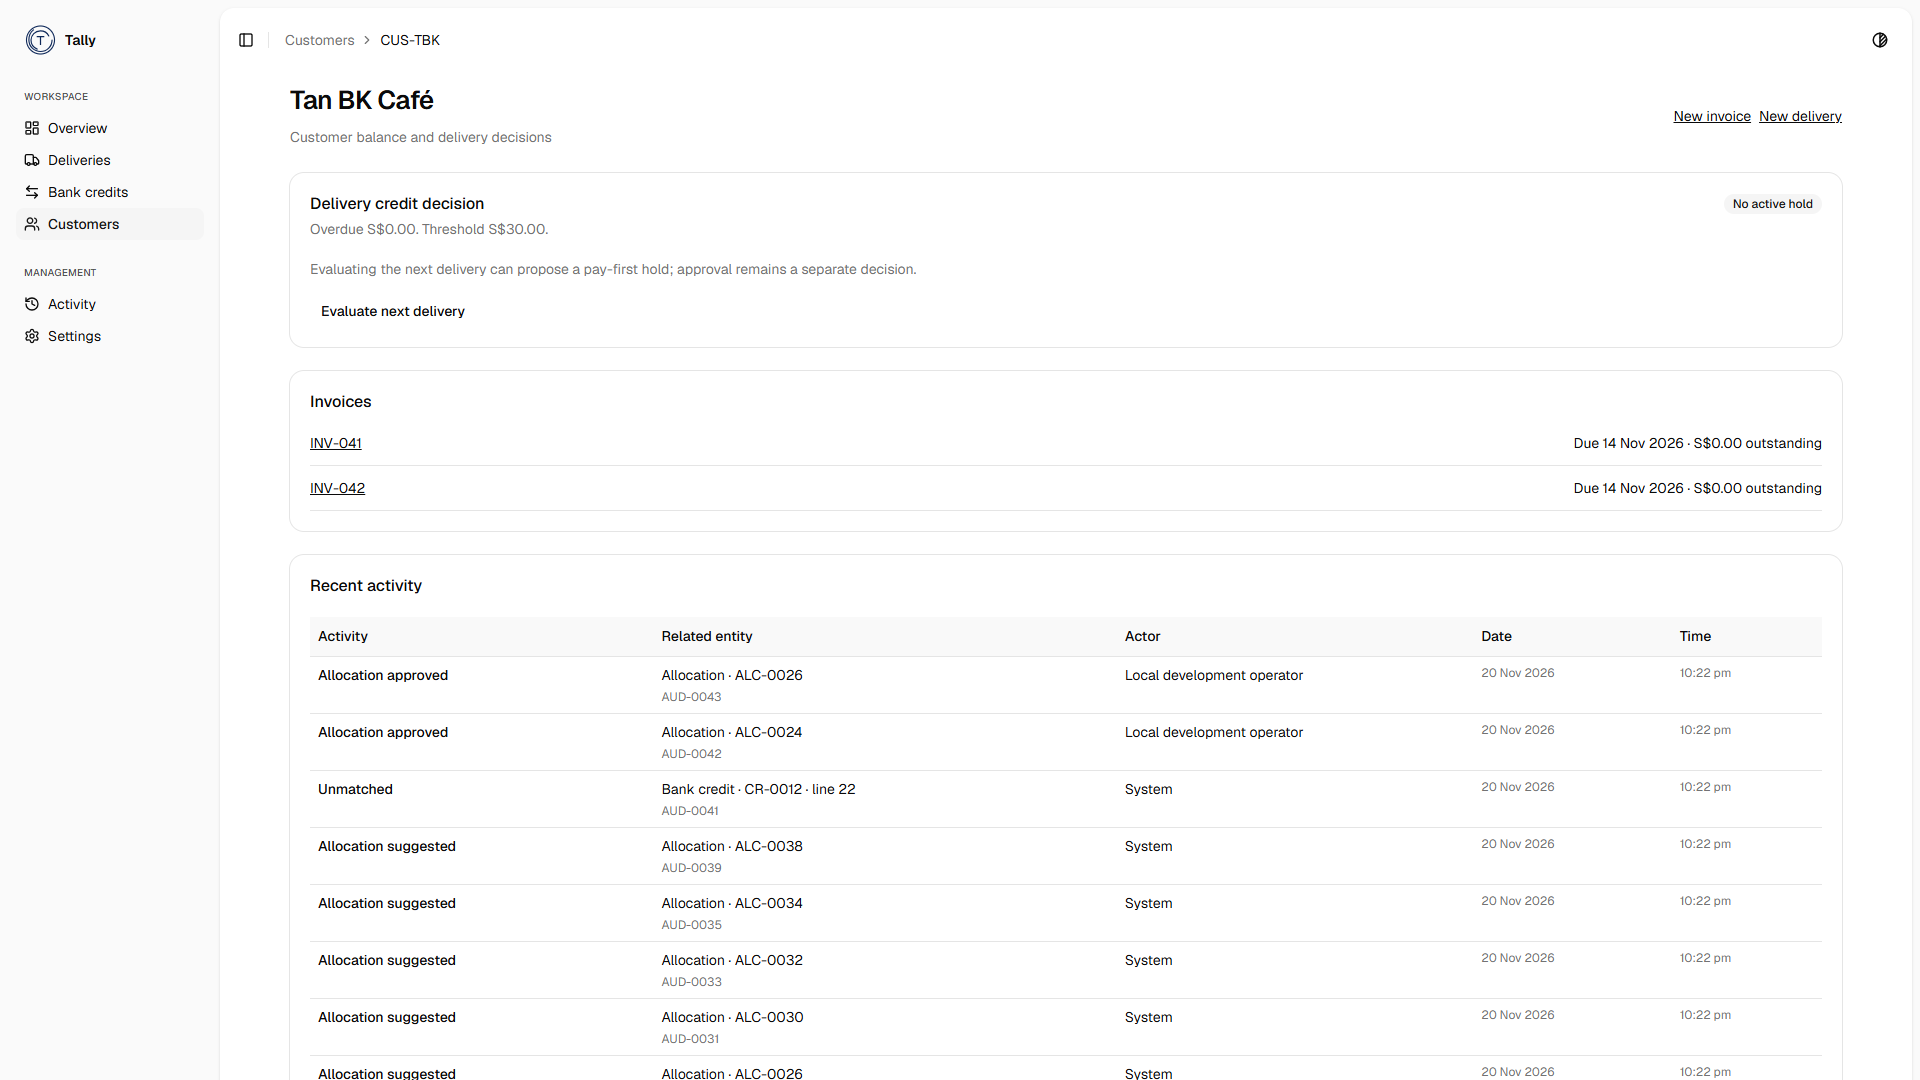 T
Tally
WORKSPACE
Overview
Deliveries
Bank credits
Customers
MANAGEMENT
Activity
Settings
Customers > CUS-TBK
Tan BK Café
Customer balance and delivery decisions
New invoice New delivery
Delivery credit decision
No active hold
Overdue S$0.00. Threshold S$30.00.
Evaluating the next delivery can propose a pay-first hold; approval remains a separate decision.
Evaluate next delivery
Invoices
INV-041 Due 14 Nov 2026 · S$0.00 outstanding
INV-042 Due 14 Nov 2026 · S$0.00 outstanding
Recent activity
Activity Related entity Actor Date Time
Allocation approved Allocation · ALC-0026 Local development operator 20 Nov 2026 10:22 pm
AUD-0043
Allocation approved Allocation · ALC-0024 Local development operator 20 Nov 2026 10:22 pm
AUD-0042
Unmatched Bank credit · CR-0012 · line 22 System 20 Nov 2026 10:22 pm
AUD-0041
Allocation suggested Allocation · ALC-0038 System 20 Nov 2026 10:22 pm
AUD-0039
Allocation suggested Allocation · ALC-0034 System 20 Nov 2026 10:22 pm
AUD-0035
Allocation suggested Allocation · ALC-0032 System 20 Nov 2026 10:22 pm
AUD-0033
Allocation suggested Allocation · ALC-0030 System 20 Nov 2026 10:22 pm
AUD-0031
Allocation suggested Allocation · ALC-0026 System 20 Nov 2026 10:22 pm